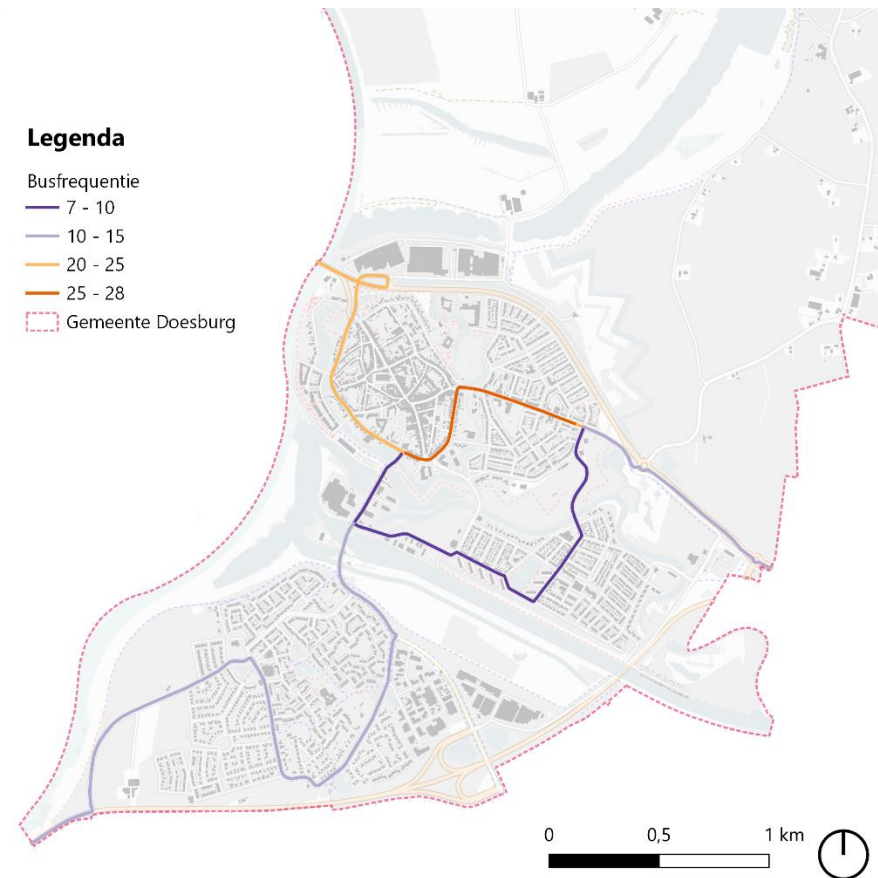 Legenda
Busfrequentie
7 - 10
10 - 15
20 - 25
25 - 28
Gemeente Doesburg
0 0,5 1 km